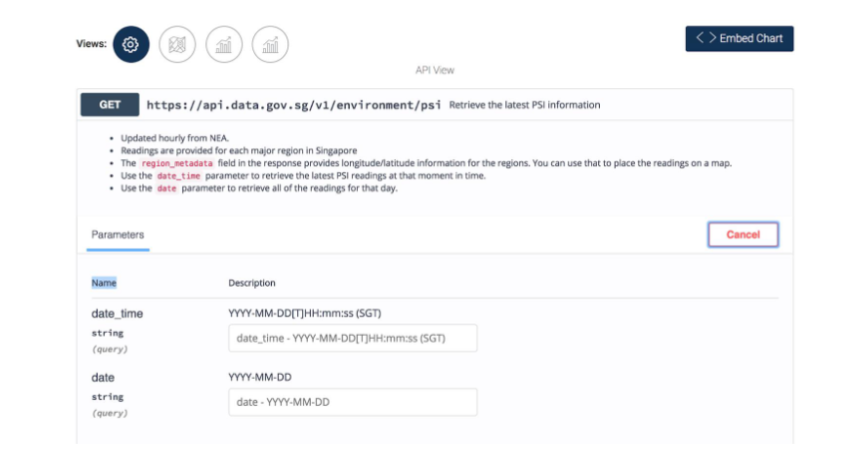 Views:
< > Embed Chart
API View
GET https://api.data.gov.sg/v1/environment/psi Retrieve the latest PSI information
• Updated hourly from NEA.
• Readings are provided for each major region in Singapore
• The region_metadata field in the response provides longitude/latitude information for the regions. You can use that to place the readings on a map.
• Use the date_time parameter to retrieve the latest PSI readings at that moment in time.
• Use the date parameter to retrieve all of the readings for that day.
Parameters
Cancel
Name Description
date_time YYYY-MM-DD[T]HH:mm:ss (SGT)
string
date_time - YYYY-MM-DD[T]HH:mm:ss (SGT)
(query)
date YYYY-MM-DD
string
date - YYYY-MM-DD
(query)